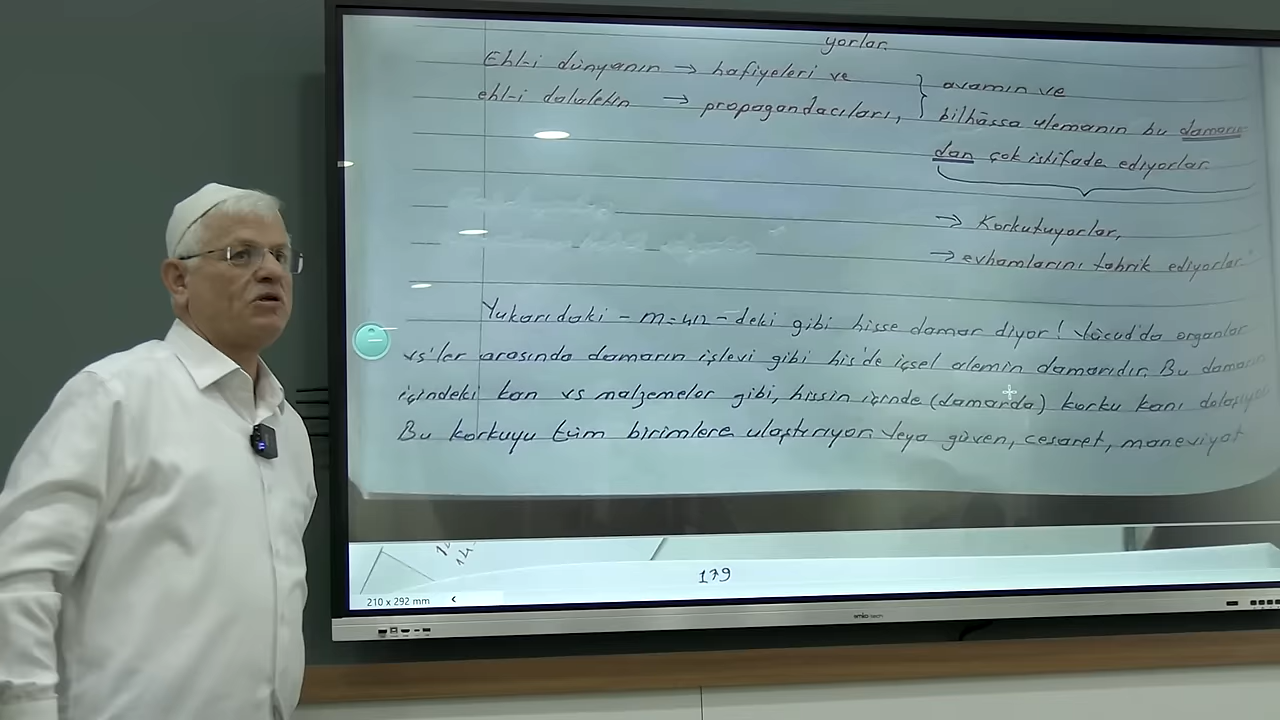 yorlar.
Ehl-i dünyanın → hafiyeleri ve } avamın ve
ehl-i dalaletin → propagandacıları, } bilhâssa ulemanın bu damarın-
dan çok istifade ediyorlar.
→ Korkutuyorlar,
→ evhamlarını tahrik ediyorlar."
Yukarıdaki - m=412 - deki gibi hisse damar diyor! Vücud'da organlar
vs'ler arasında damarın işlevi gibi his'de içsel alemin damarıdır. Bu damarın
içindeki kan vs malzemeler gibi, hissin içinde (damarda) korku kanı dolaşıyor
Bu korkuyu tüm birimlere ulaştırıyor. Veya güven, cesaret, maneviyat
179
210 x 292 mm